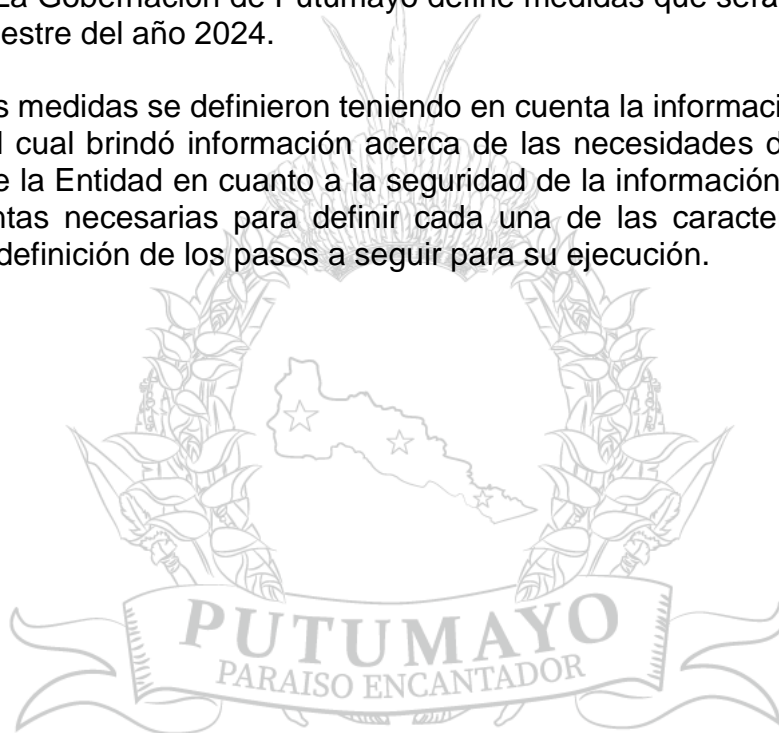 La Gobernación de Putumayo define medidas que será
estre del año 2024.
s medidas se definieron teniendo en cuenta la informaci
l cual brindó información acerca de las necesidades d
e la Entidad en cuanto a la seguridad de la información
ntas necesarias para definir cada una de las caracte
definición de los pasos a seguir para su ejecución.
PUTUMAYO
PARAISO ENCANTADOR